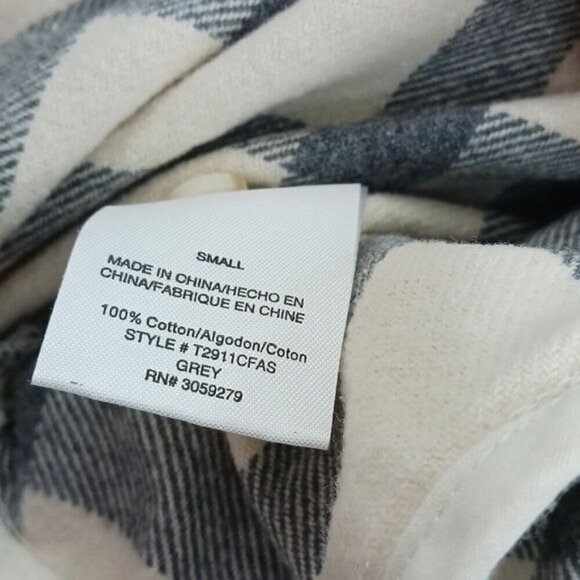 SMALL
MADE IN CHINA/HECHO EN
CHINA/FABRIQUE EN CHINE
100% Cotton/Algodon/Coton
STYLE # T2911CFAS
GREY
RN# 3059279